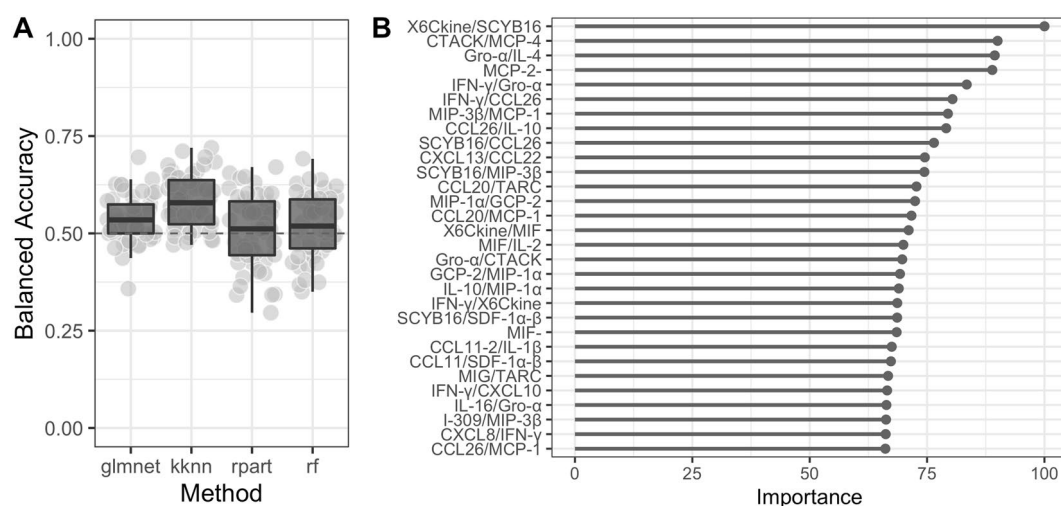 A
1.00
0.75
0.50
0.25
0.00
Balanced Accuracy
glmnet kknn rpart rf
Method
B
X6Ckine/SCYB16
CTACK/MCP-4
Gro-α/IL-4
MCP-2-
IFN-γ/Gro-α
IFN-γ/CCL26
MIP-3β/MCP-1
CCL26/IL-10
SCYB16/CCL26
CXCL13/CCL22
SCYB16/MIP-3β
CCL20/TARC
MIP-1α/GCP-2
CCL20/MCP-1
X6Ckine/MIF
MIF/IL-2
Gro-α/CTACK
GCP-2/MIP-1α
IL-10/MIP-1α
IFN-γ/X6Ckine
SCYB16/SDF-1α-β
MIF-
CCL11-2/IL-1β
CCL11/SDF-1α-β
MIG/TARC
IFN-γ/CXCL10
IL-16/Gro-α
I-309/MIP-3β
CXCL8/IFN-γ
CCL26/MCP-1
0 25 50 75 100
Importance